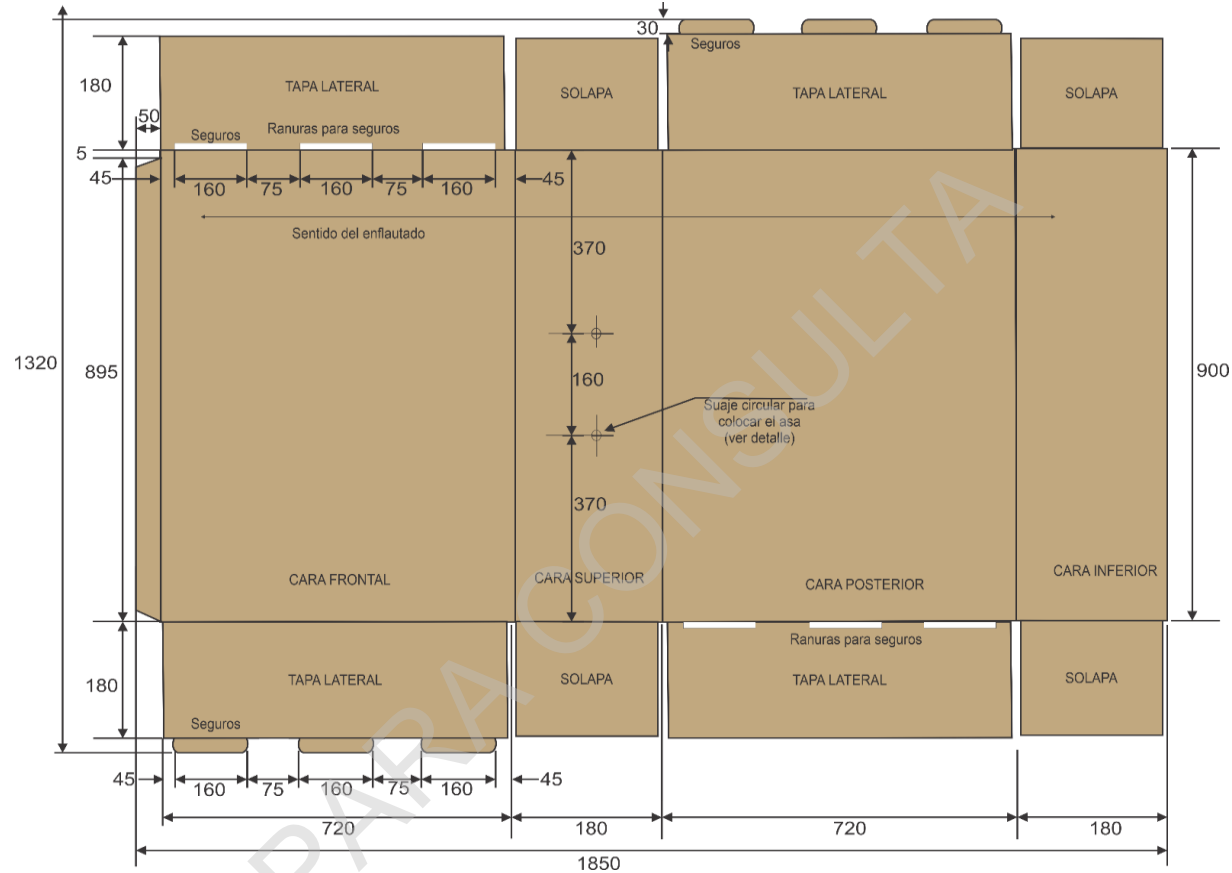 30
Seguros
180
TAPA LATERAL
SOLAPA
TAPA LATERAL
SOLAPA
50
Seguros
Ranuras para seguros
5
45
160
75
160
75
160
45
Sentido del enflautado
370
1320
895
160
900
Suaje circular para
colocar el asa
(ver detalle)
370
CARA FRONTAL
CARA SUPERIOR
CARA POSTERIOR
CARA INFERIOR
Ranuras para seguros
180
TAPA LATERAL
SOLAPA
TAPA LATERAL
SOLAPA
Seguros
45
160
75
160
75
160
45
720
180
720
180
1850
PARA CONSULTA